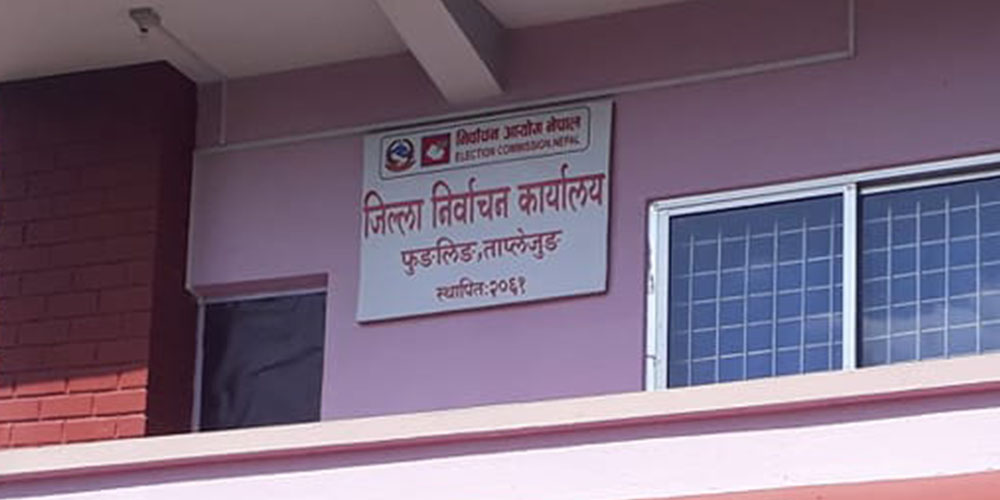 निर्वाचन आयोग नेपाल
ELECTION COMMISSION NEPAL
जिल्ला निर्वाचन कार्यालय
फुङलिङ,ताप्लेजुङ
स्थापित:२०६१